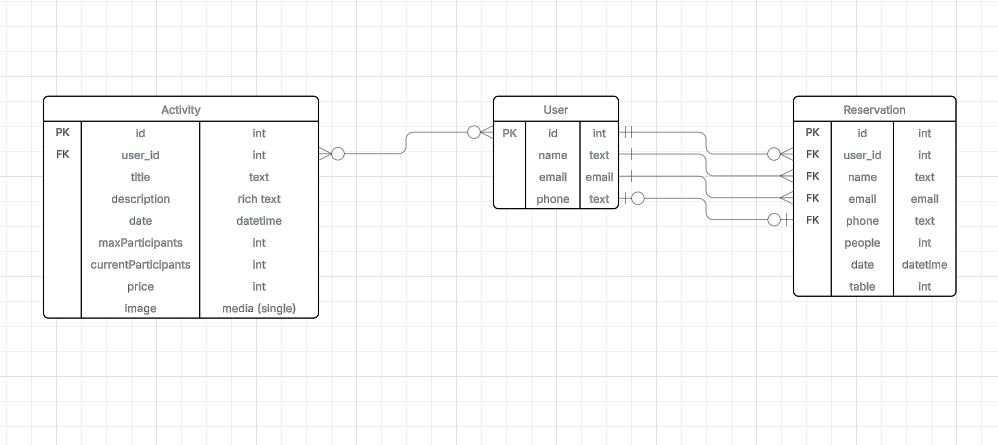 Activity
PK id int
FK user_id int
title text
description rich text
date datetime
maxParticipants int
currentParticipants int
price int
image media (single)
User
PK id int
name text
email email
phone text
Reservation
PK id int
FK user_id int
FK name text
FK email email
FK phone text
people int
date datetime
table int